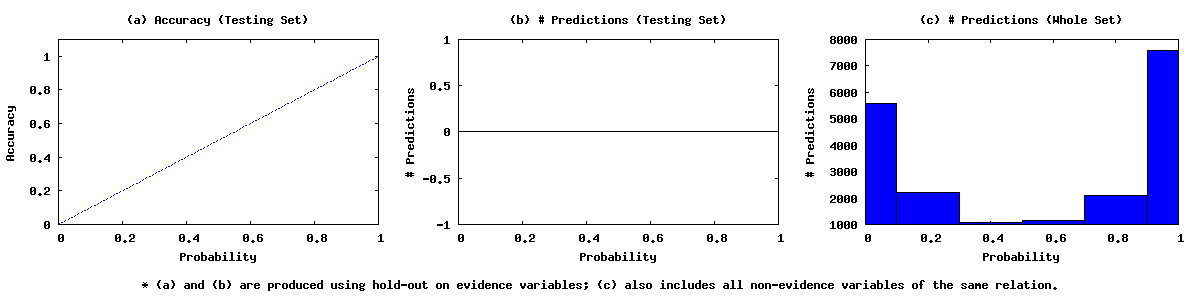 (a) Accuracy (Testing Set)
(b) # Predictions (Testing Set)
(c) # Predictions (Whole Set)
Accuracy
1
0.8
0.6
0.4
0.2
0
0 0.2 0.4 0.6 0.8 1
Probability
# Predictions
1
0.5
0
-0.5
-1
0 0.2 0.4 0.6 0.8 1
Probability
# Predictions
8000
7000
6000
5000
4000
3000
2000
1000
0 0.2 0.4 0.6 0.8 1
Probability
* (a) and (b) are produced using hold-out on evidence variables; (c) also includes all non-evidence variables of the same relation.